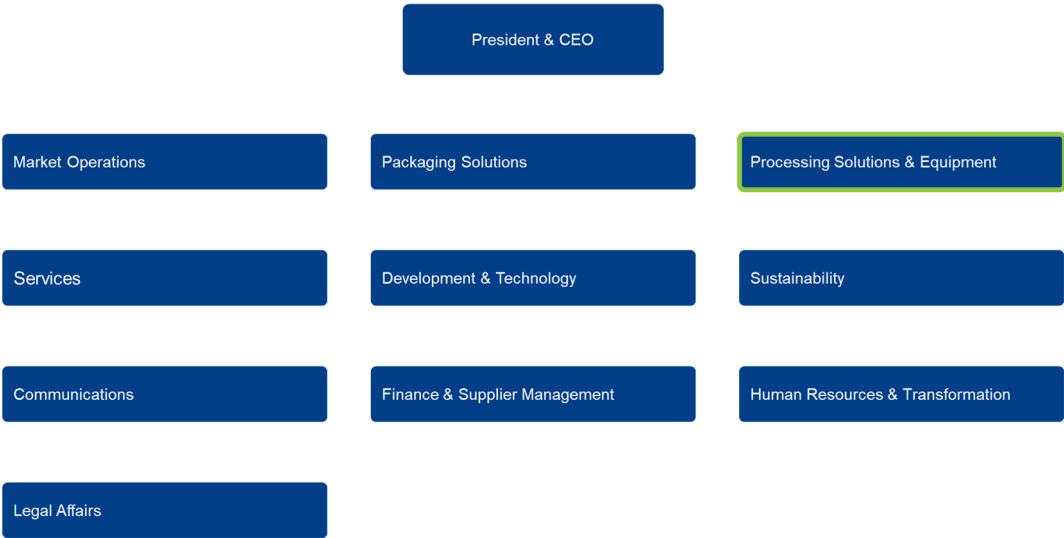 President & CEO
Market Operations
Packaging Solutions
Processing Solutions & Equipment
Services
Development & Technology
Sustainability
Communications
Finance & Supplier Management
Human Resources & Transformation
Legal Affairs